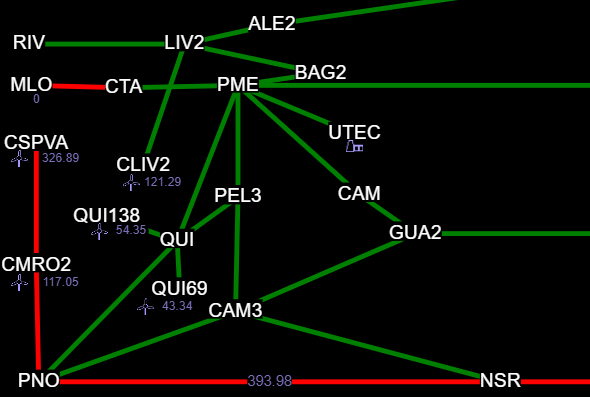 ALE2
RIV
LIV2
BAG2
MLO
CTA
PME
0
UTEC
CSPVA
326.89
CLIV2
121.29
PEL3
CAM
QUI138
54.35
QUI
GUA2
CMRO2
117.05
QUI69
43.34
CAM3
PNO
393.98
NSR